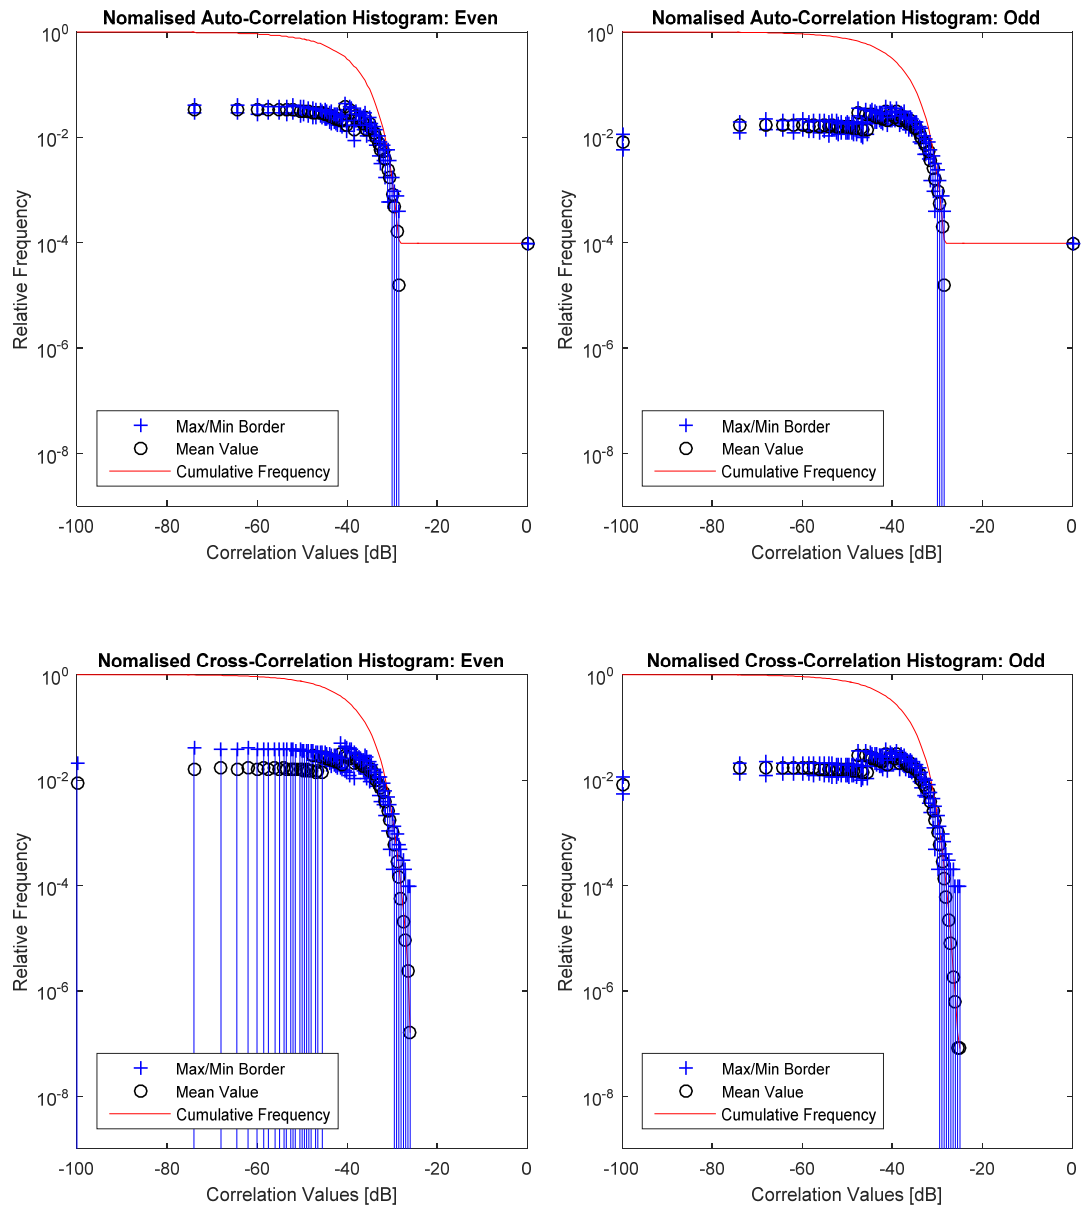 Nomalised Auto-Correlation Histogram: Even
10^0
10^-2
10^-4
10^-6
10^-8
Relative Frequency
Max/Min Border
Mean Value
Cumulative Frequency
-100 -80 -60 -40 -20 0
Correlation Values [dB]
Nomalised Auto-Correlation Histogram: Odd
10^0
10^-2
10^-4
10^-6
10^-8
Relative Frequency
Max/Min Border
Mean Value
Cumulative Frequency
-100 -80 -60 -40 -20 0
Correlation Values [dB]
Nomalised Cross-Correlation Histogram: Even
10^0
10^-2
10^-4
10^-6
10^-8
Relative Frequency
Max/Min Border
Mean Value
Cumulative Frequency
-100 -80 -60 -40 -20 0
Correlation Values [dB]
Nomalised Cross-Correlation Histogram: Odd
10^0
10^-2
10^-4
10^-6
10^-8
Relative Frequency
Max/Min Border
Mean Value
Cumulative Frequency
-100 -80 -60 -40 -20 0
Correlation Values [dB]